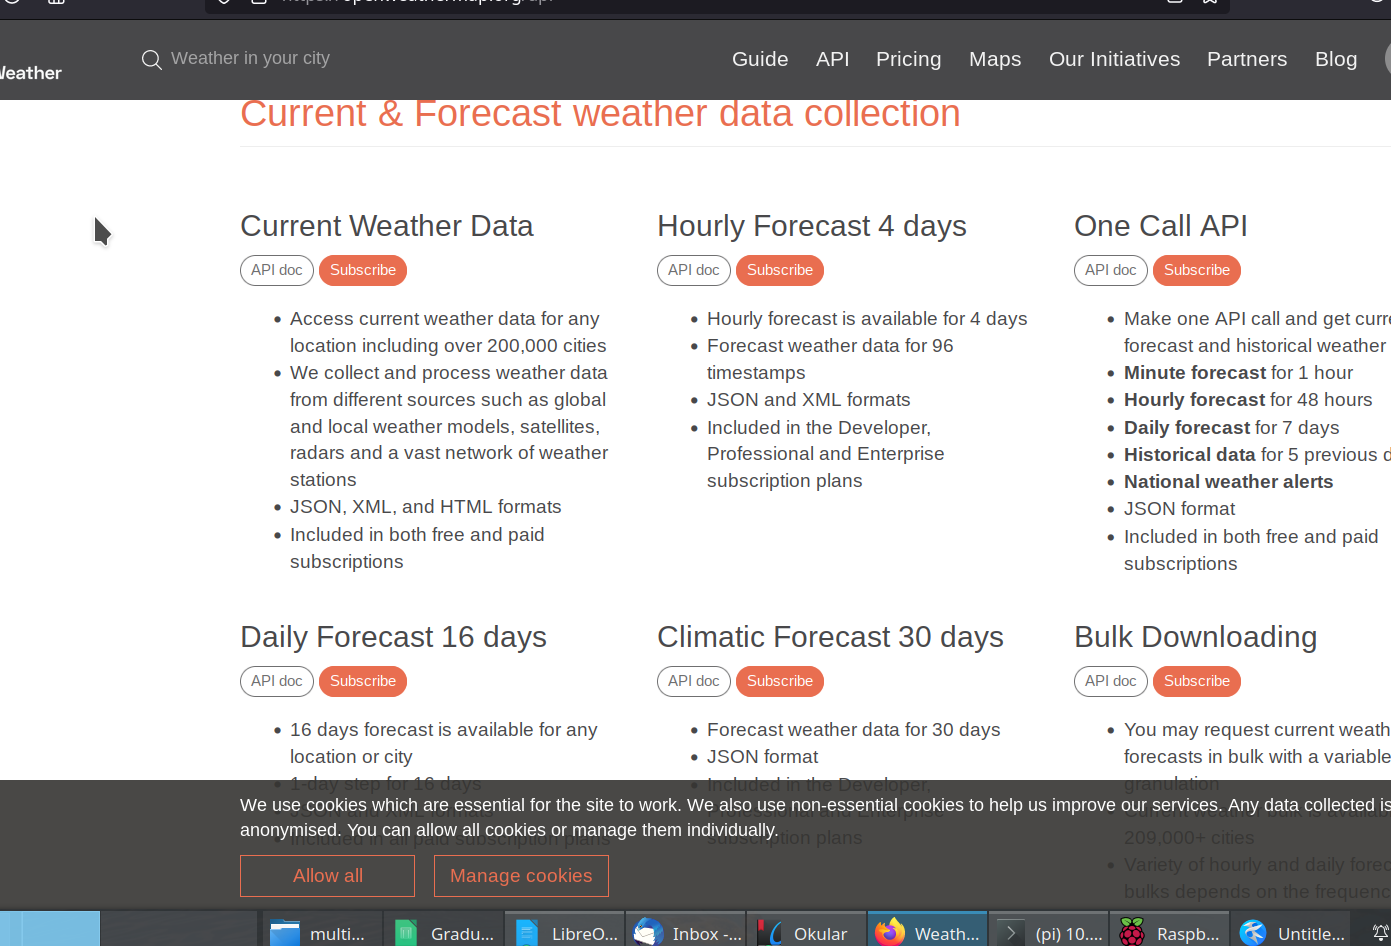 Weather in your city
Guide API Pricing Maps Our Initiatives Partners Blog
Weather
Current & Forecast weather data collection
Current Weather Data
API doc Subscribe
Access current weather data for any
location including over 200,000 cities
We collect and process weather data
from different sources such as global
and local weather models, satellites,
radars and a vast network of weather
stations
JSON, XML, and HTML formats
Included in both free and paid
subscriptions
Hourly Forecast 4 days
API doc Subscribe
Hourly forecast is available for 4 days
Forecast weather data for 96
timestamps
JSON and XML formats
Included in the Developer,
Professional and Enterprise
subscription plans
One Call API
API doc Subscribe
Make one API call and get curre
forecast and historical weather
Minute forecast for 1 hour
Hourly forecast for 48 hours
Daily forecast for 7 days
Historical data for 5 previous d
National weather alerts
JSON format
Included in both free and paid
subscriptions
Daily Forecast 16 days
API doc Subscribe
16 days forecast is available for any
location or city
1-day step for 16 days
JSON and XML formats
Included in all paid subscription plans
Climatic Forecast 30 days
API doc Subscribe
Forecast weather data for 30 days
JSON format
Included in the Developer,
Professional and Enterprise
subscription plans
Bulk Downloading
API doc Subscribe
You may request current weath
forecasts in bulk with a variable
granulation
Current weather bulk is availab
209,000+ cities
Variety of hourly and daily forec
bulks depends on the frequenc
We use cookies which are essential for the site to work. We also use non-essential cookies to help us improve our services. Any data collected is
anonymised. You can allow all cookies or manage them individually.
Allow all Manage cookies
multi... Gradu... LibreO... Inbox -... Okular Weath... (pi) 10.... Raspb... Untitle...